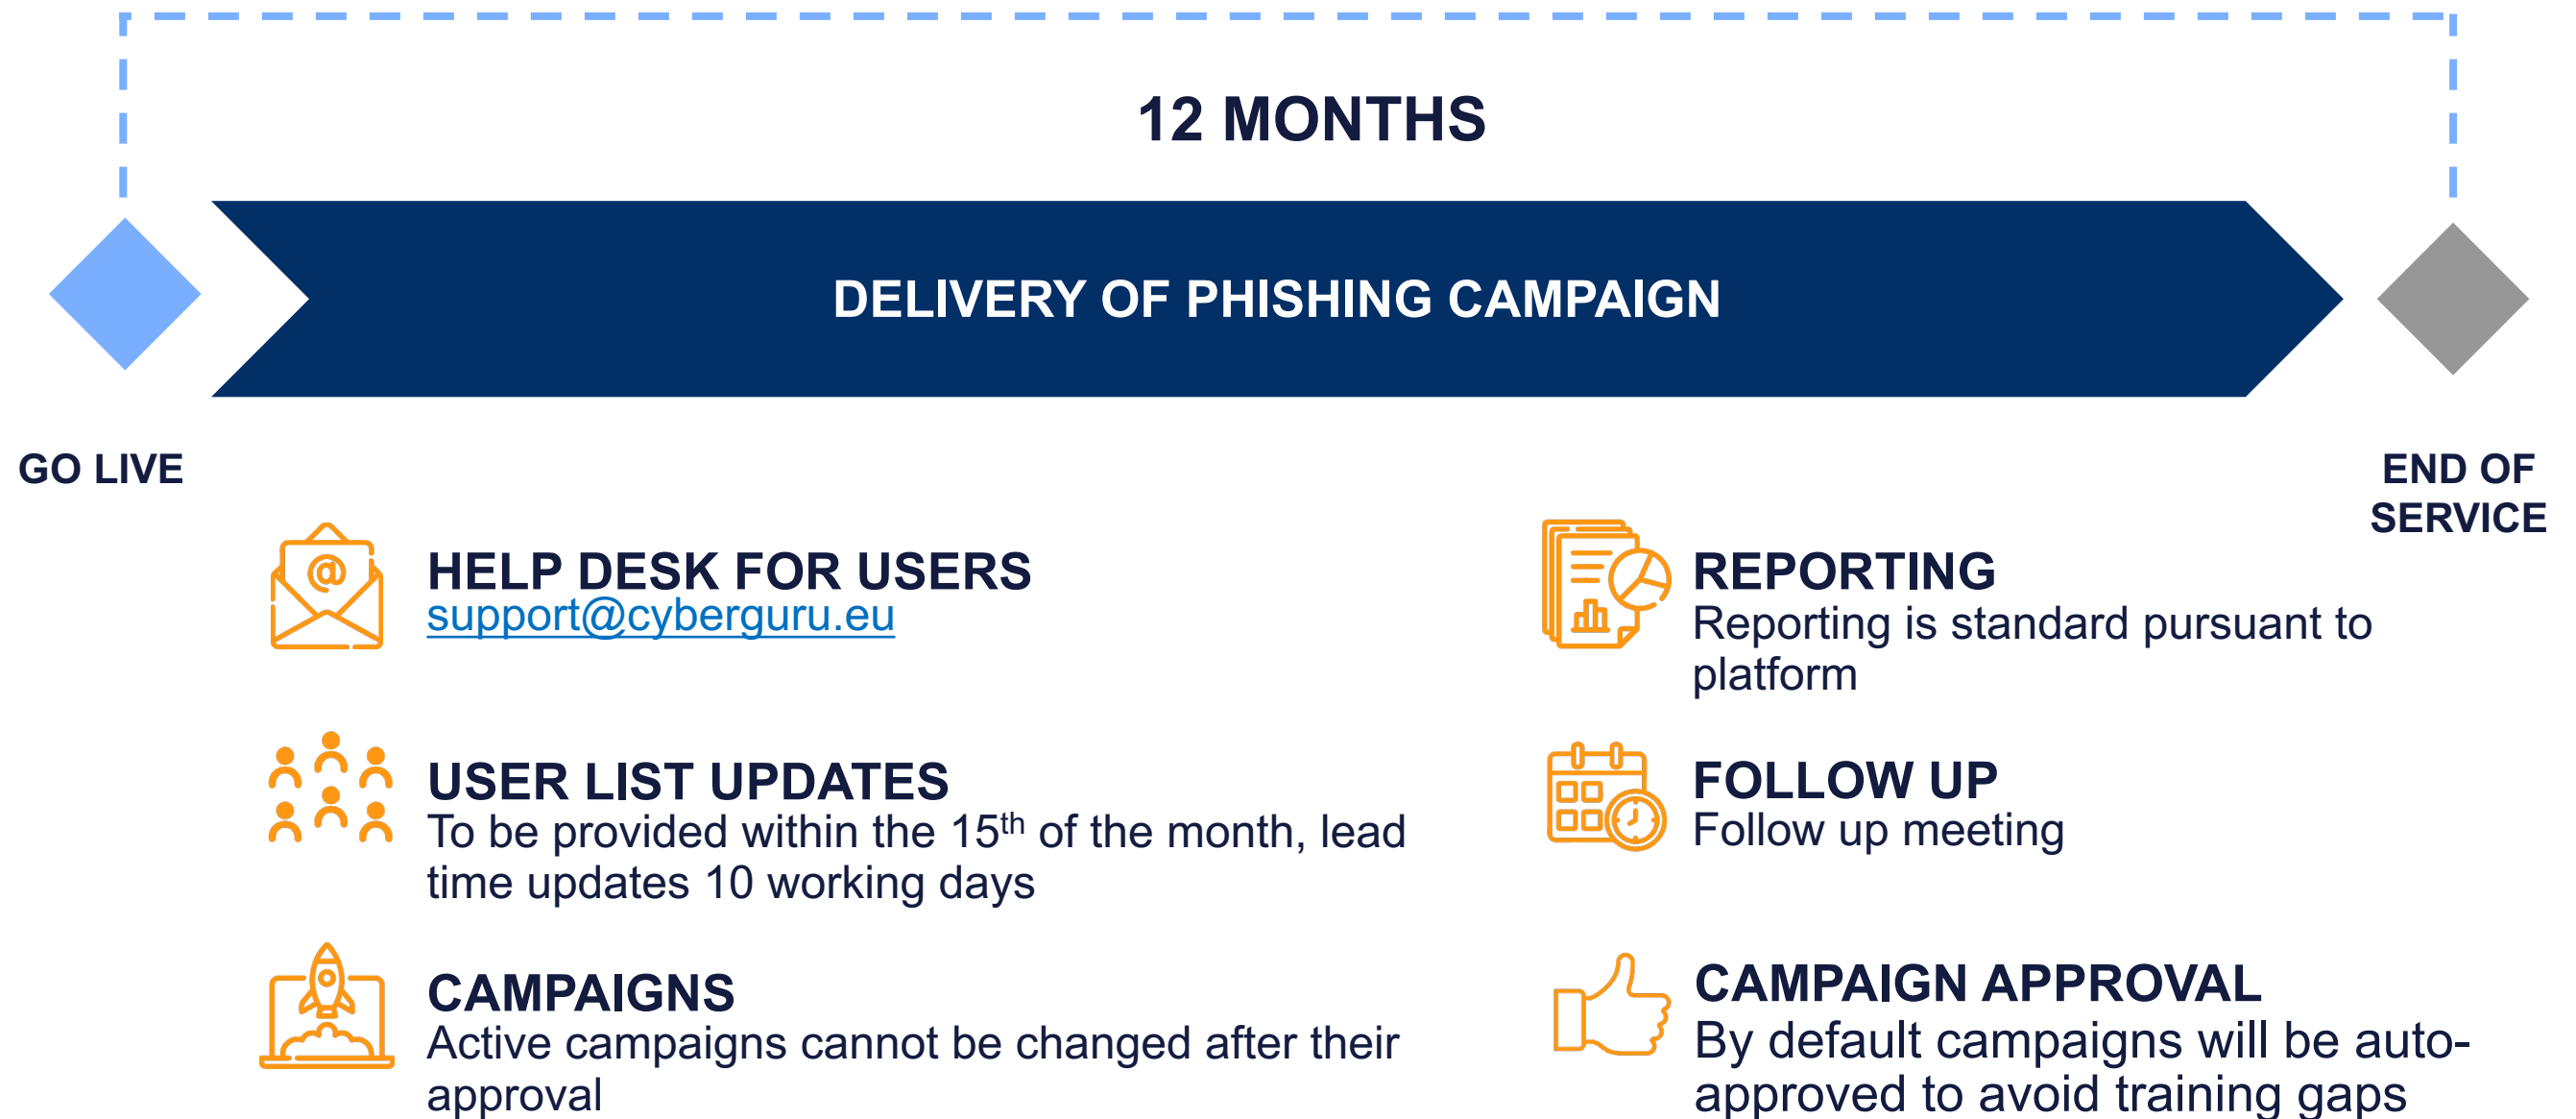 12 MONTHS
DELIVERY OF PHISHING CAMPAIGN
GO LIVE
END OF
SERVICE
@
HELP DESK FOR USERS
support@cyberguru.eu
USER LIST UPDATES
To be provided within the 15th of the month, lead
time updates 10 working days
CAMPAIGNS
Active campaigns cannot be changed after their
approval
REPORTING
Reporting is standard pursuant to
platform
FOLLOW UP
Follow up meeting
CAMPAIGN APPROVAL
By default campaigns will be auto-
approved to avoid training gaps